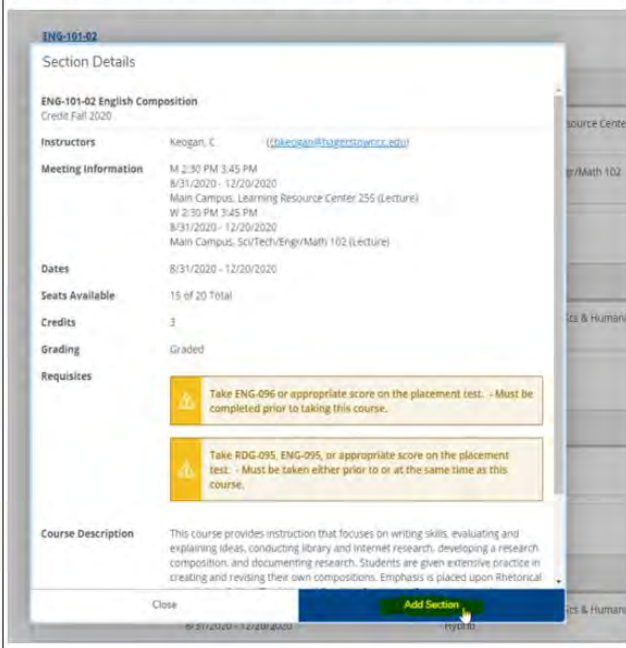 ENG-101-02
Section Details
ENG-101-02 English Composition
Credit Fall 2020
Instructors Keogan, C (cbkeogan@hagerstowncc.edu)
Meeting Information M 2:30 PM 3:45 PM
8/31/2020 - 12/20/2020
Main Campus, Learning Resource Center 255 (Lecture)
W 2:30 PM 3:45 PM
8/31/2020 - 12/20/2020
Main Campus, Sci/Tech/Engr/Math 102 (Lecture)
Dates 8/31/2020 - 12/20/2020
Seats Available 15 of 20 Total
Credits 3
Grading Graded
Requisites
Take ENG-096 or appropriate score on the placement test. - Must be
completed prior to taking this course.
Take RDG-095, ENG-095, or appropriate score on the placement
test. - Must be taken either prior to or at the same time as this
course.
Course Description This course provides instruction that focuses on writing skills, evaluating and
explaining ideas, conducting library and internet research, developing a research
composition, and documenting research. Students are given extensive practice in
creating and revising their own compositions. Emphasis is placed upon Rhetorical
Close Add Section
8/31/2020 - 12/20/2020 Hybrid
source Cente
gr/Math 102
ics & Humani
ics & Humani